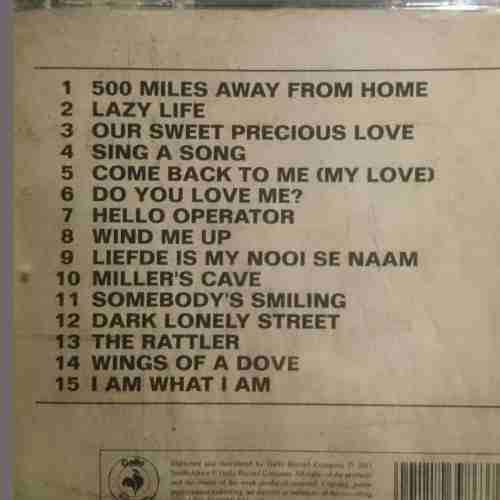 1 500 MILES AWAY FROM HOME
2 LAZY LIFE
3 OUR SWEET PRECIOUS LOVE
4 SING A SONG
5 COME BACK TO ME (MY LOVE)
6 DO YOU LOVE ME?
7 HELLO OPERATOR
8 WIND ME UP
9 LIEFDE IS MY NOOI SE NAAM
10 MILLER'S CAVE
11 SOMEBODY'S SMILING
12 DARK LONELY STREET
13 THE RATTLER
14 WINGS OF A DOVE
15 I AM WHAT I AM
Gallo